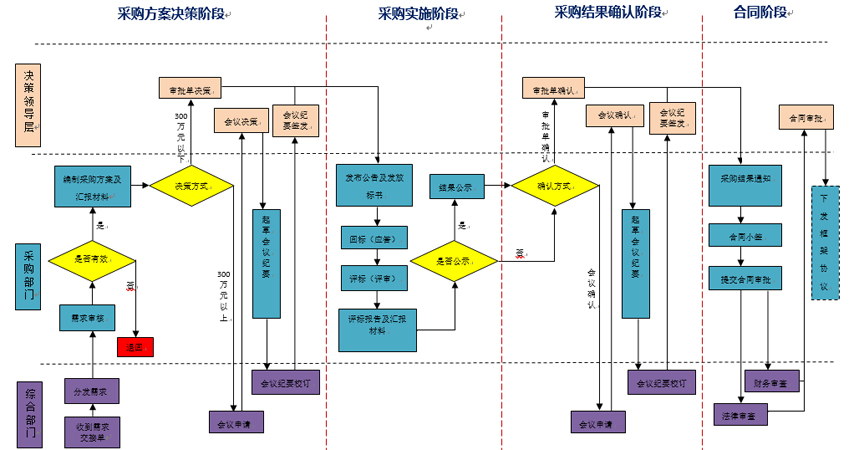 采购方案决策阶段
采购实施阶段
采购结果确认阶段
合同阶段
决策领导层
审批单决策
会议决策
会议纪要签发
300万元以下
审批单确认
会议确认
会议纪要签发
审批单确认
合同审批
采购部门
编制采购方案及
汇报材料
决策方式
是
是否有效
否
需求审核
退回
300万元以上
起草会议纪要
发布公告及发放
标书
回标（应答）
评标（评审）
评标报告及汇报
材料
是否公示
是
否
结果公示
确认方式
会议确认
起草会议纪要
采购结果通知
合同小签
提交合同审批
下发框架协议
综合部门
分发需求
收到需求
交接单
会议申请
会议纪要校订
会议申请
会议纪要校订
财务审查
法律审查